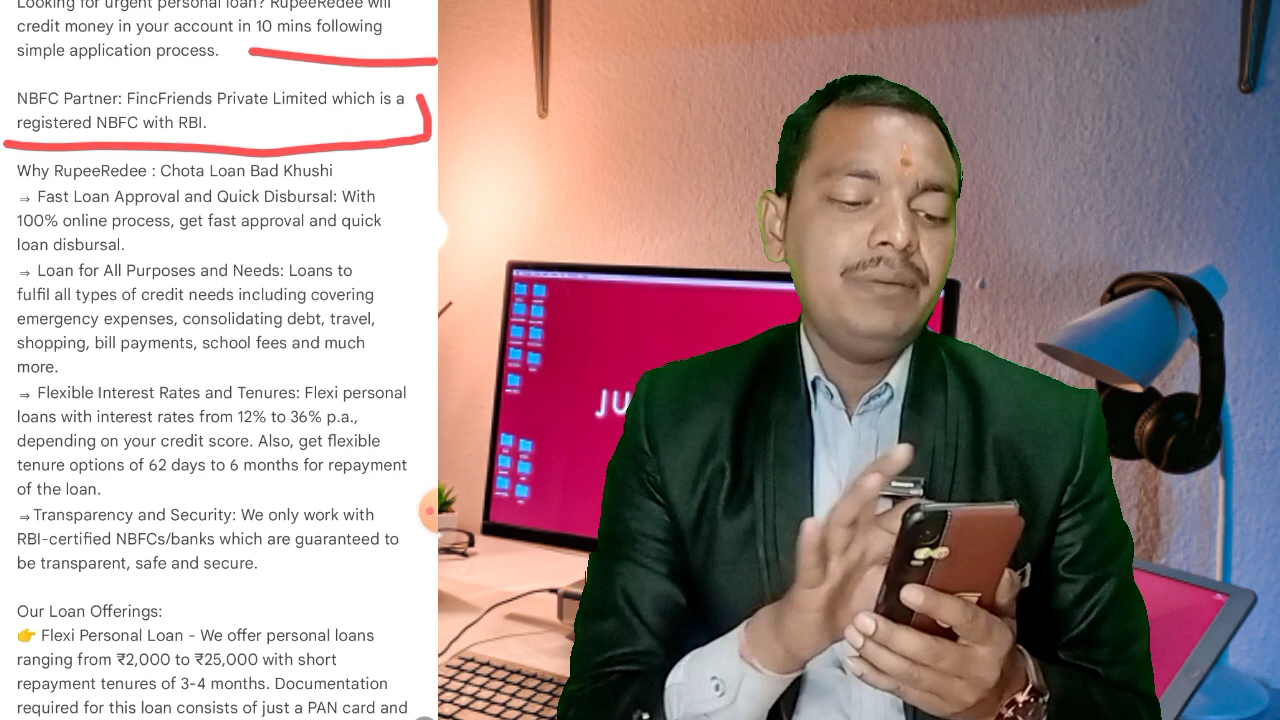 Looking for urgent personal loan? RupeeRedee will
credit money in your account in 10 mins following
simple application process.
NBFC Partner: FincFriends Private Limited which is a
registered NBFC with RBI.
Why RupeeRedee : Chota Loan Bad Khushi
⇒ Fast Loan Approval and Quick Disbursal: With
100% online process, get fast approval and quick
loan disbursal.
⇒ Loan for All Purposes and Needs: Loans to
fulfil all types of credit needs including covering
emergency expenses, consolidating debt, travel,
shopping, bill payments, school fees and much
more.
⇒ Flexible Interest Rates and Tenures: Flexi personal
loans with interest rates from 12% to 36% p.a.,
depending on your credit score. Also, get flexible
tenure options of 62 days to 6 months for repayment
of the loan.
⇒Transparency and Security: We only work with
RBI-certified NBFCs/banks which are guaranteed to
be transparent, safe and secure.
Our Loan Offerings:
👉 Flexi Personal Loan - We offer personal loans
ranging from ₹2,000 to ₹25,000 with short
repayment tenures of 3-4 months. Documentation
required for this loan consists of just a PAN card and
JU